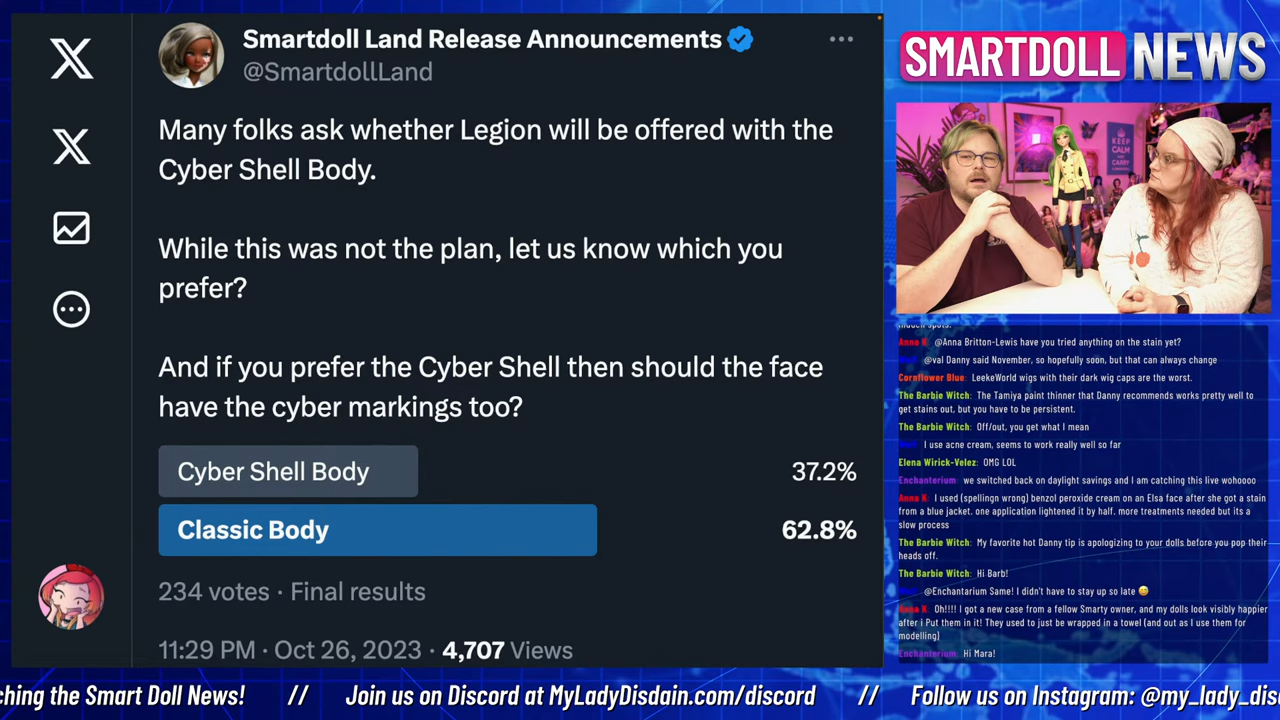 Smartdoll Land Release Announcements
@SmartdollLand
Many folks ask whether Legion will be offered with the
Cyber Shell Body.
While this was not the plan, let us know which you
prefer?
And if you prefer the Cyber Shell then should the face
have the cyber markings too?
Cyber Shell Body 37.2%
Classic Body 62.8%
234 votes · Final results
11:29 PM · Oct 26, 2023 · 4,707 Views
SMARTDOLL NEWS
KEEP
CALM
AND
CARRY
Anna K: @Anna Britton-Lewis have you tried anything on the stain yet?
@val Danny said November, so hopefully soon, but that can always change
Cornflower Blue: LeekeWorld wigs with their dark wig caps are the worst.
The Barbie Witch: The Tamiya paint thinner that Danny recommends works pretty well to
get stains out, but you have to be persistent.
The Barbie Witch: Off/out, you get what I mean
I use acne cream, seems to work really well so far
Elena Wirick-Velez: OMG LOL
Enchanterium: we switched back on daylight savings and I am catching this live wohoooo
Anna K: I used (spellingn wrong) benzol peroxide cream on an Elsa face after she got a stain
from a blue jacket. one application lightened it by half. more treatments needed but its a
slow process
The Barbie Witch: My favorite hot Danny tip is apologizing to your dolls before you pop their
heads off.
The Barbie Witch: Hi Barb!
@Enchantarium Same! I didn't have to stay up so late
Anna K: Oh!!!! I got a new case from a fellow Smarty owner, and my dolls look visibly happier
after i Put them in it! They used to just be wrapped in a towel (and out as I use them for
modelling)
Enchanterium: Hi Mara!
ching the Smart Doll News! // Join us on Discord at MyLadyDisdain.com/discord // Follow us on Instagram: @my_lady_dis